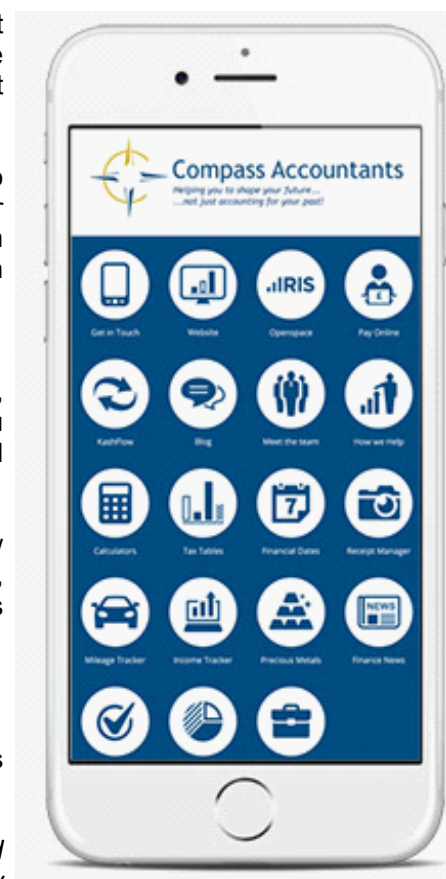 Compass Accountants
Helping you to shape your future....
....not just accounting for your past!
.ıIRIS
£
Get in Touch Website Openspace Pay Online
KashFlow Blog Meet the team How we Help
7
Calculators Tax Tables Financial Dates Receipt Manager
NEWS
Mileage Tracker Income Tracker Precious Metals Finance News